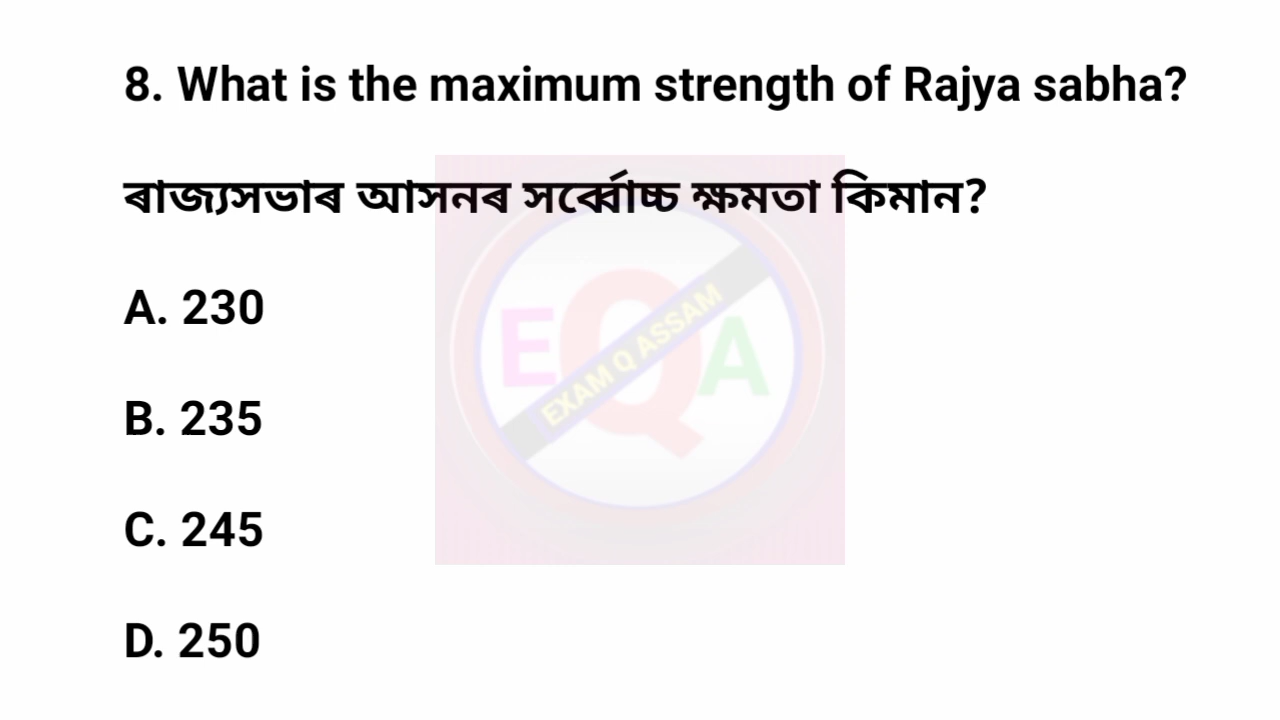 8. What is the maximum strength of Rajya sabha?
ৰাজ্যসভাৰ আসনৰ সৰ্ব্বোচ্চ ক্ষমতা কিমান?
A. 230
B. 235
C. 245
D. 250
E Q A
EXAM Q ASSAM